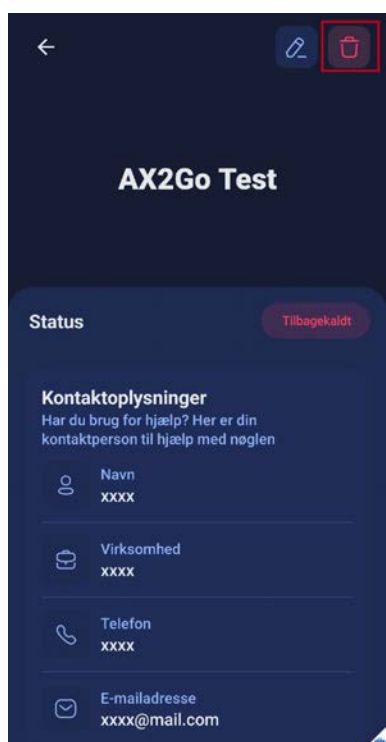 AX2Go Test
Status
Tilbagekaldt
Kontaktoplysninger
Har du brug for hjælp? Her er din
kontaktperson til hjælp med nøglen
Navn
xxxx
Virksomhed
xxxx
Telefon
xxxx
E-mailadresse
xxxx@mail.com